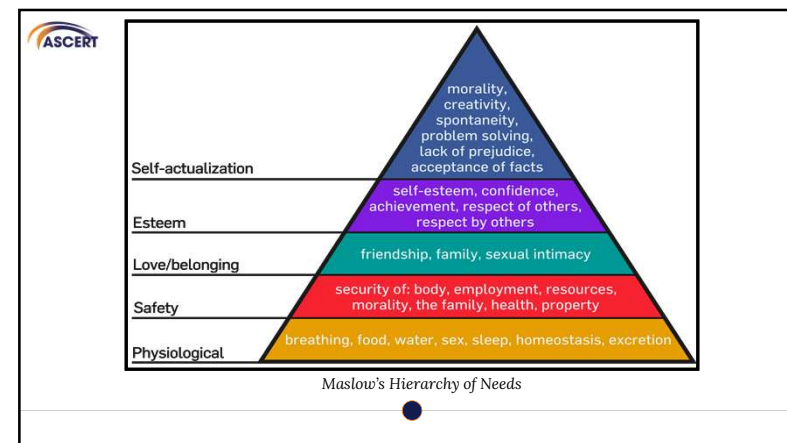 ASCERT
morality,
creativity,
spontaneity,
problem solving,
lack of prejudice,
acceptance of facts
Self-actualization
self-esteem, confidence,
achievement, respect of others,
respect by others
Esteem
friendship, family, sexual intimacy
Love/belonging
security of: body, employment, resources,
morality, the family, health, property
Safety
breathing, food, water, sex, sleep, homeostasis, excretion
Physiological
Maslow's Hierarchy of Needs